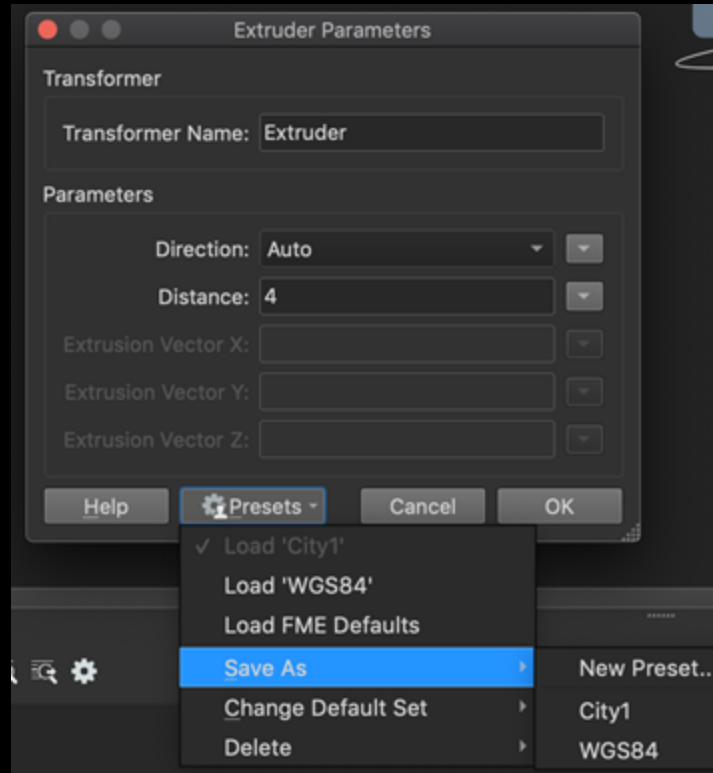 Extruder Parameters
Transformer
Transformer Name: Extruder
Parameters
Direction: Auto
Distance: 4
Extrusion Vector X:
Extrusion Vector Y:
Extrusion Vector Z:
Help Presets Cancel OK
✓ Load 'City1'
Load 'WGS84'
Load FME Defaults
Save As New Preset...
Change Default Set City1
Delete WGS84